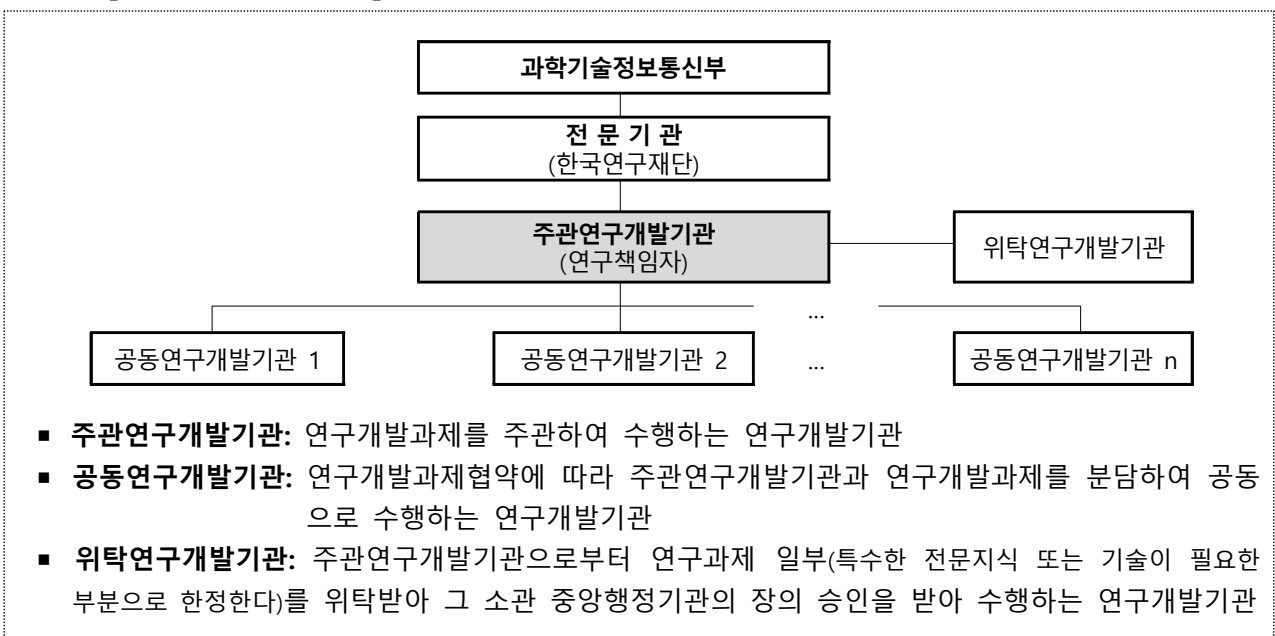 과학기술정보통신부
전 문 기 관
(한국연구재단)
주관연구개발기관
(연구책임자)
위탁연구개발기관
...
공동연구개발기관 1
공동연구개발기관 2
...
공동연구개발기관 n
▪ 주관연구개발기관: 연구개발과제를 주관하여 수행하는 연구개발기관
▪ 공동연구개발기관: 연구개발과제협약에 따라 주관연구개발기관과 연구개발과제를 분담하여 공동
으로 수행하는 연구개발기관
▪ 위탁연구개발기관: 주관연구개발기관으로부터 연구과제 일부(특수한 전문지식 또는 기술이 필요한
부분으로 한정한다)를 위탁받아 그 소관 중앙행정기관의 장의 승인을 받아 수행하는 연구개발기관